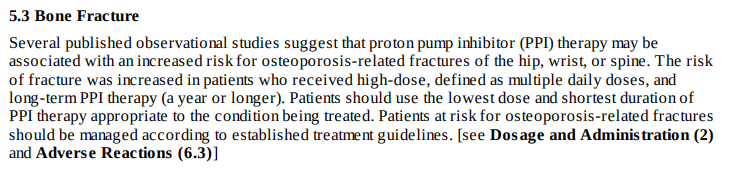 5.3 Bone Fracture
Several published observational studies suggest that proton pump inhibitor (PPI) therapy may be
associated with an increased risk for osteoporosis-related fractures of the hip, wrist, or spine. The risk
of fracture was increased in patients who received high-dose, defined as multiple daily doses, and
long-term PPI therapy (a year or longer). Patients should use the lowest dose and shortest duration of
PPI therapy appropriate to the condition being treated. Patients at risk for osteoporosis-related fractures
should be managed according to established treatment guidelines. [see Dosage and Administration (2)
and Adverse Reactions (6.3)]